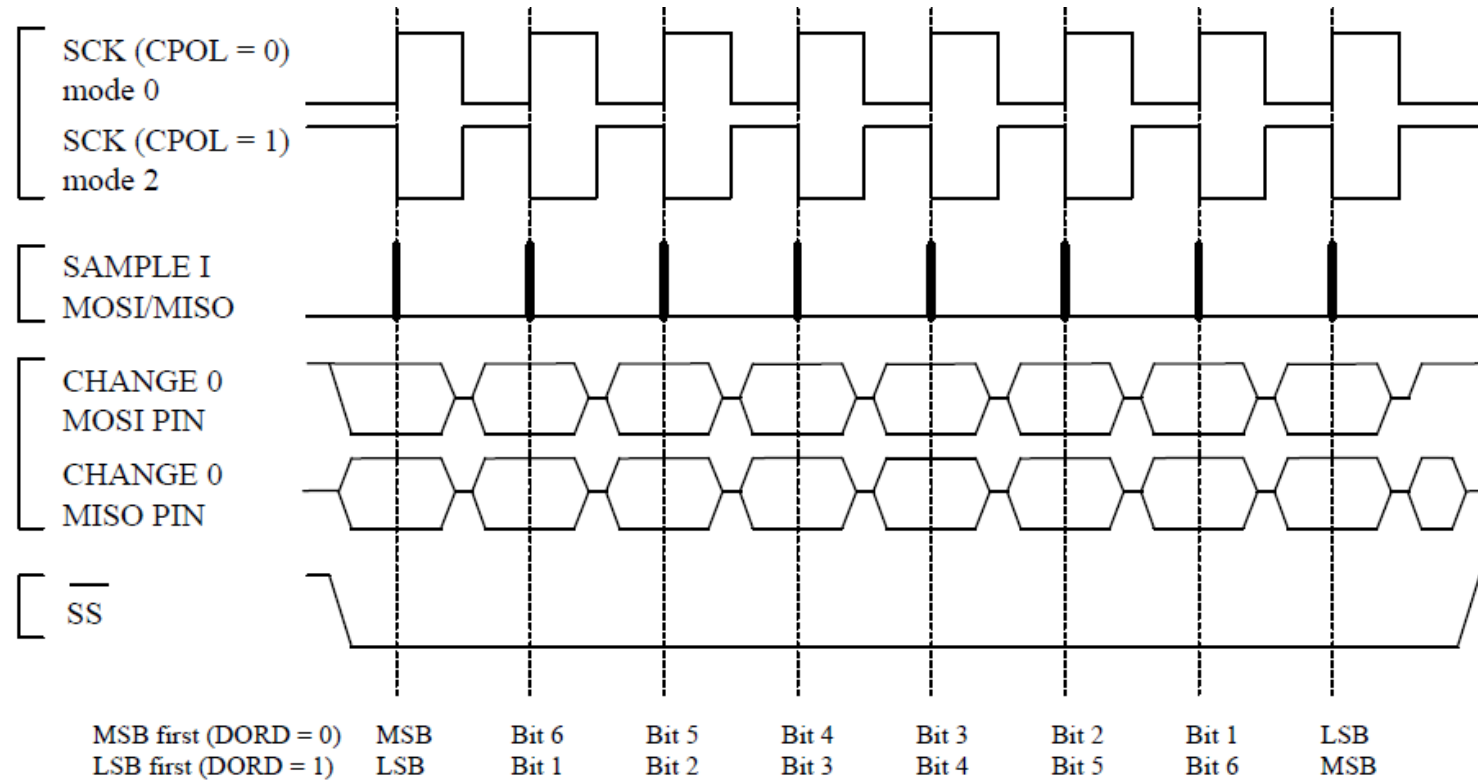 SCK (CPOL = 0)
mode 0
SCK (CPOL = 1)
mode 2
SAMPLE I
MOSI/MISO
CHANGE 0
MOSI PIN
CHANGE 0
MISO PIN
SS
MSB first (DORD = 0) MSB Bit 6 Bit 5 Bit 4 Bit 3 Bit 2 Bit 1 LSB
LSB first (DORD = 1) LSB Bit 1 Bit 2 Bit 3 Bit 4 Bit 5 Bit 6 MSB